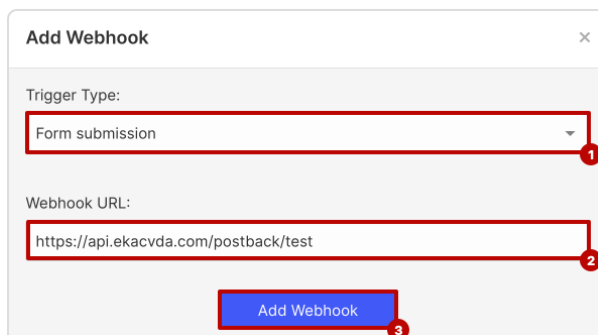 Add Webhook ×
Trigger Type:
Form submission
1
Webhook URL:
https://api.ekacvda.com/postback/test
2
Add Webhook
3